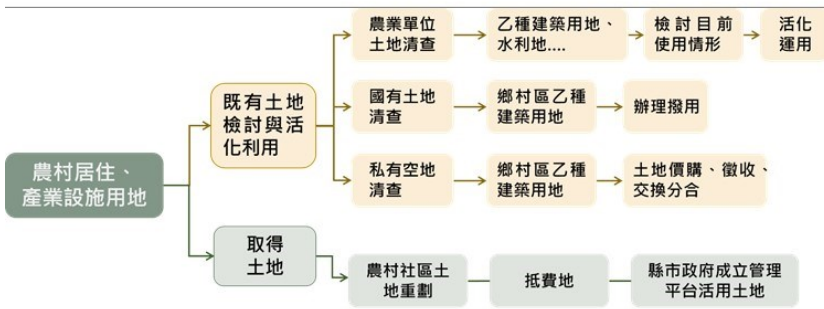 農業單位
土地清查
乙種建築用地、
水利地....
檢討目前
使用情形
活化
運用
既有土地
檢討與活
化利用
國有土地
清查
鄉村區乙種
建築用地
辦理撥用
農村居住、
產業設施用地
私有空地
清查
鄉村區乙種
建築用地
土地價購、徵收、
交換分合
取得
土地
農村社區土
地重劃
抵費地
縣市政府成立管理
平台活用土地